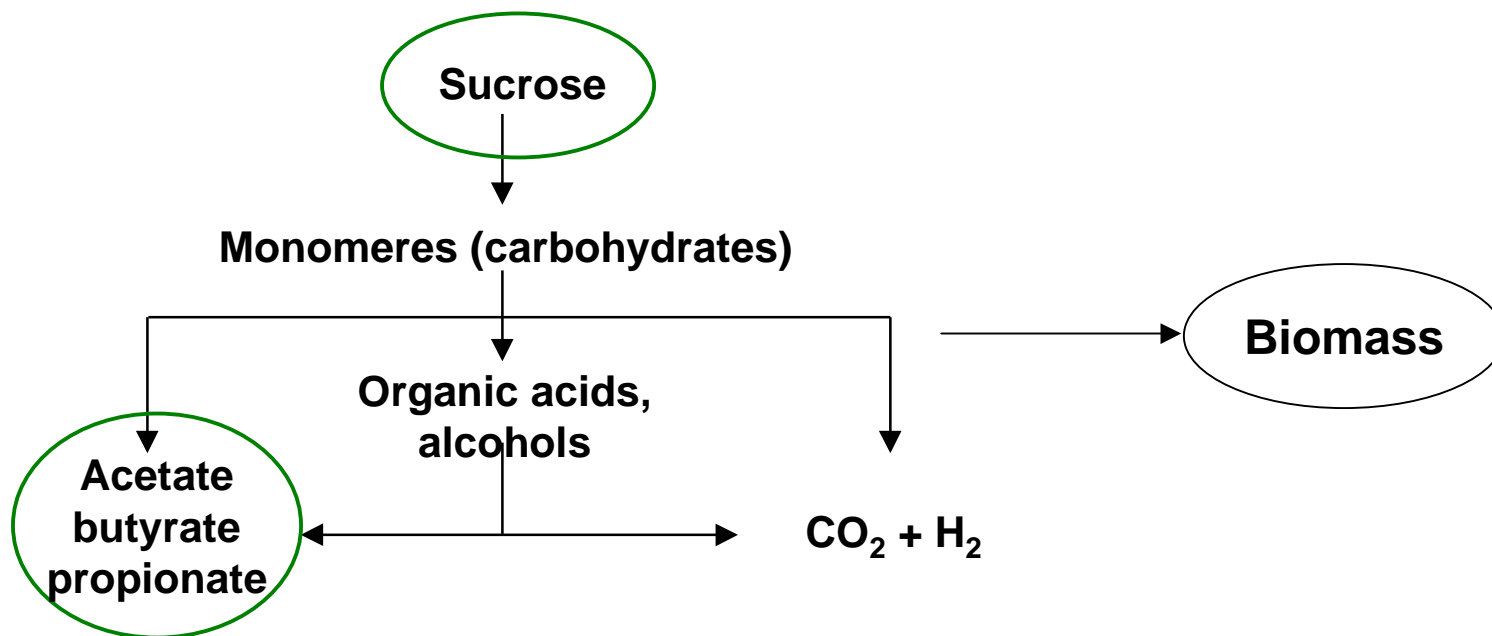 Sucrose
Monomeres (carbohydrates)
Biomass
Organic acids,
alcohols
Acetate
butyrate
propionate
CO₂ + H₂